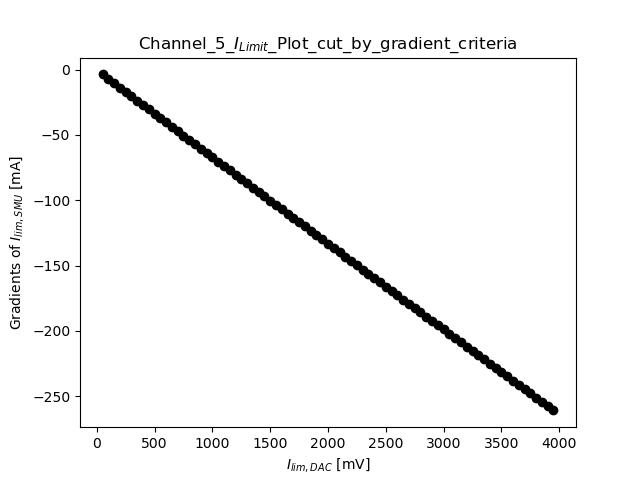 Channel_5_I_Limit_Plot_cut_by_gradient_criteria
0
−50
−100
−150
−200
−250
Gradients of I_lim,SMU [mA]
0 500 1000 1500 2000 2500 3000 3500 4000
I_lim,DAC [mV]